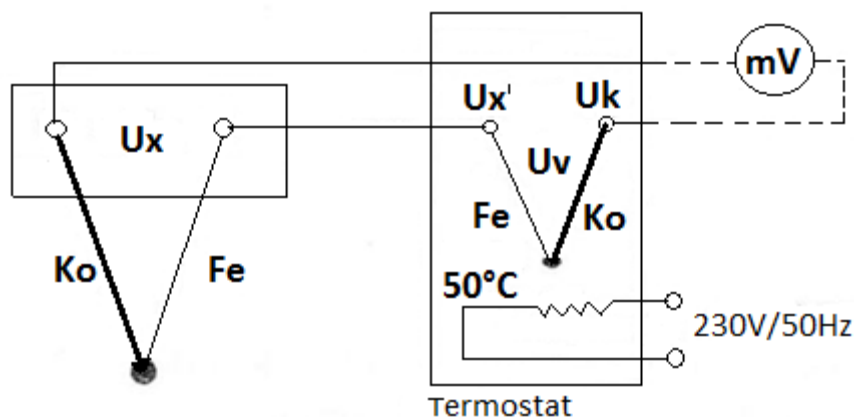 mV
Ux
Ux'
Uk
Uv
Fe
Ko
Ko
Fe
50°C
230V/50Hz
Termostat